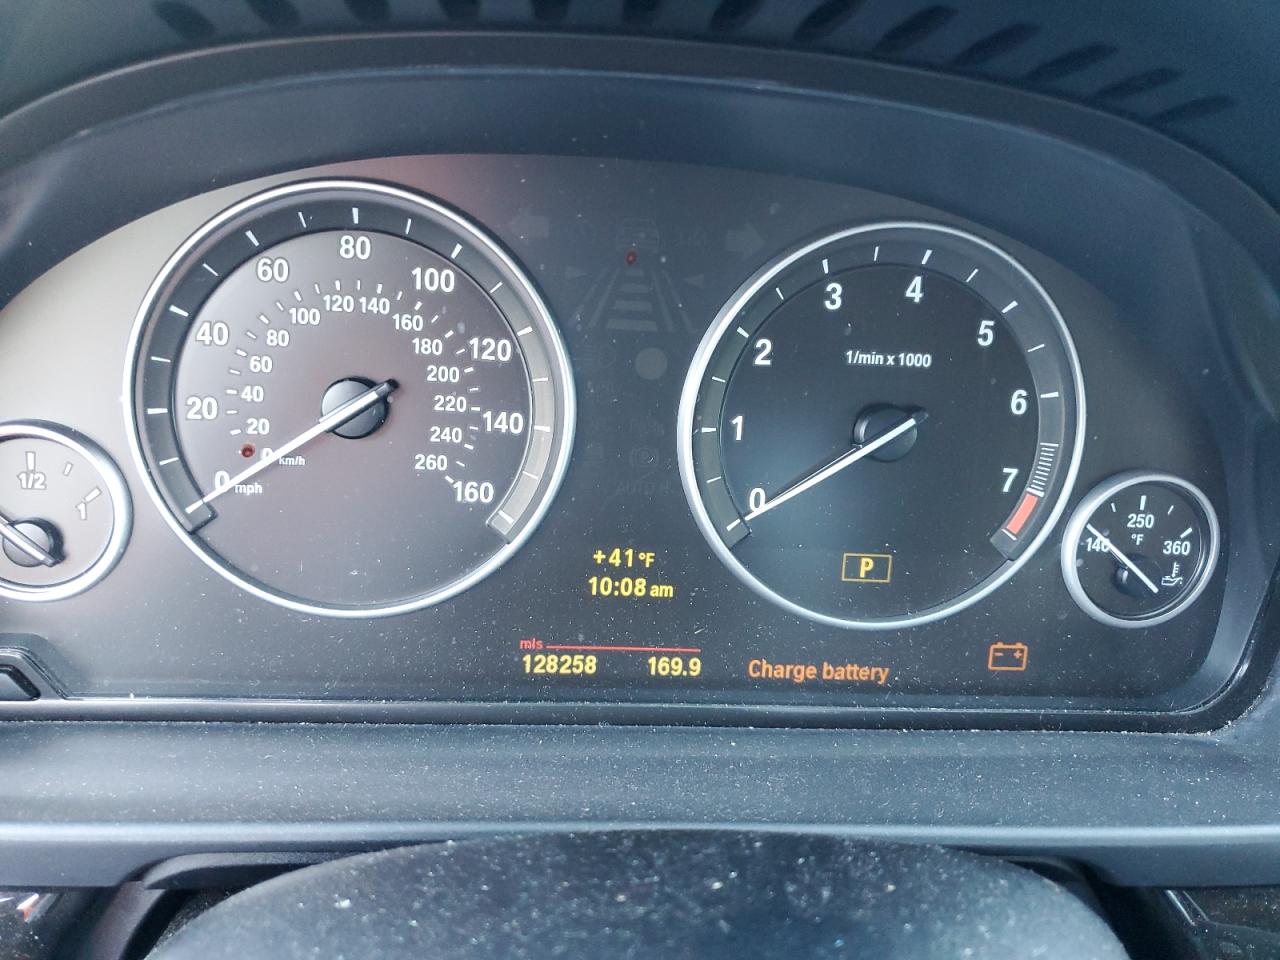 0 20 40 60 80 100 120 140 160
mph
0 20 40 60 80 100 120 140 160 180 200 220 240 260
km/h
0 1 2 3 4 5 6 7
1/min x 1000
1/2 1
140 250 360
°F
+41°F
10:08 am
P
mls
128258 169.9
Charge battery
- +